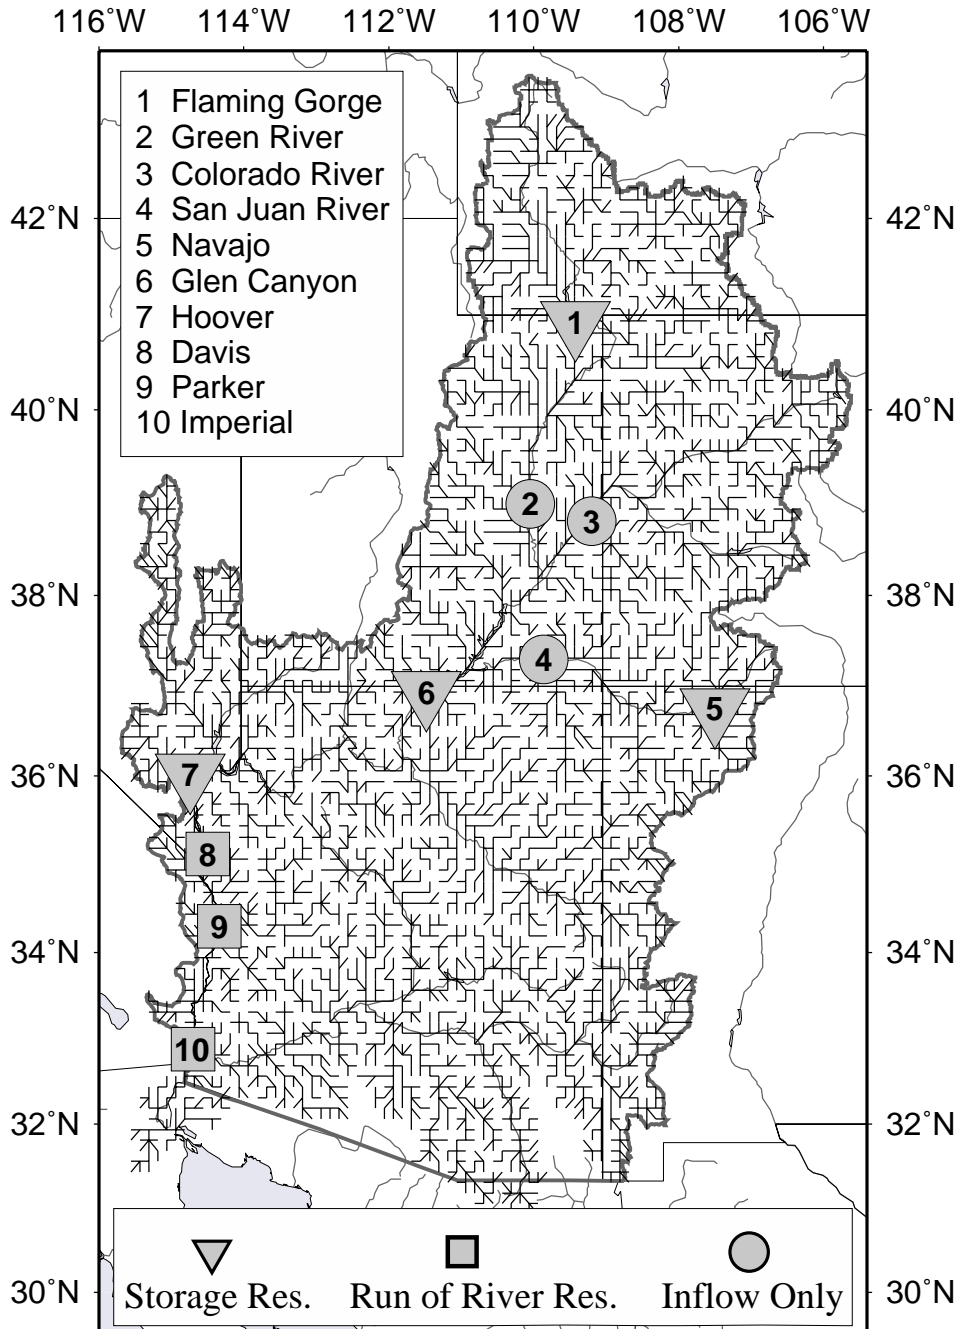 116˚W 114˚W 112˚W 110˚W 108˚W 106˚W
1 Flaming Gorge
2 Green River
3 Colorado River
4 San Juan River
5 Navajo
6 Glen Canyon
7 Hoover
8 Davis
9 Parker
10 Imperial
42˚N 42˚N
1
40˚N 40˚N
2
3
38˚N 38˚N
4
6
5
36˚N 36˚N
7
8
9
34˚N 34˚N
10
32˚N 32˚N
30˚N 30˚N
Storage Res. Run of River Res. Inflow Only